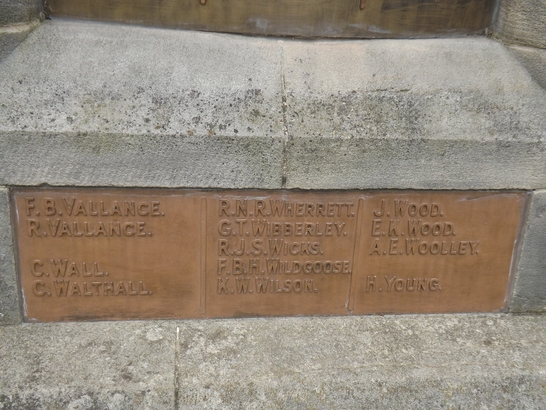 F. B. VALLANCE.
R. VALLANCE.
C. WALL.
C. WALTHALL.
R. N. R. WHERRETT.
G. T. WIBBERLEY.
R. J. S. WICKS.
F. B. H. WILDGOOSE.
K. W. WILSON.
J. WOOD.
E. K. WOOD.
A. E. WOOLLEY.
H. YOUNG.